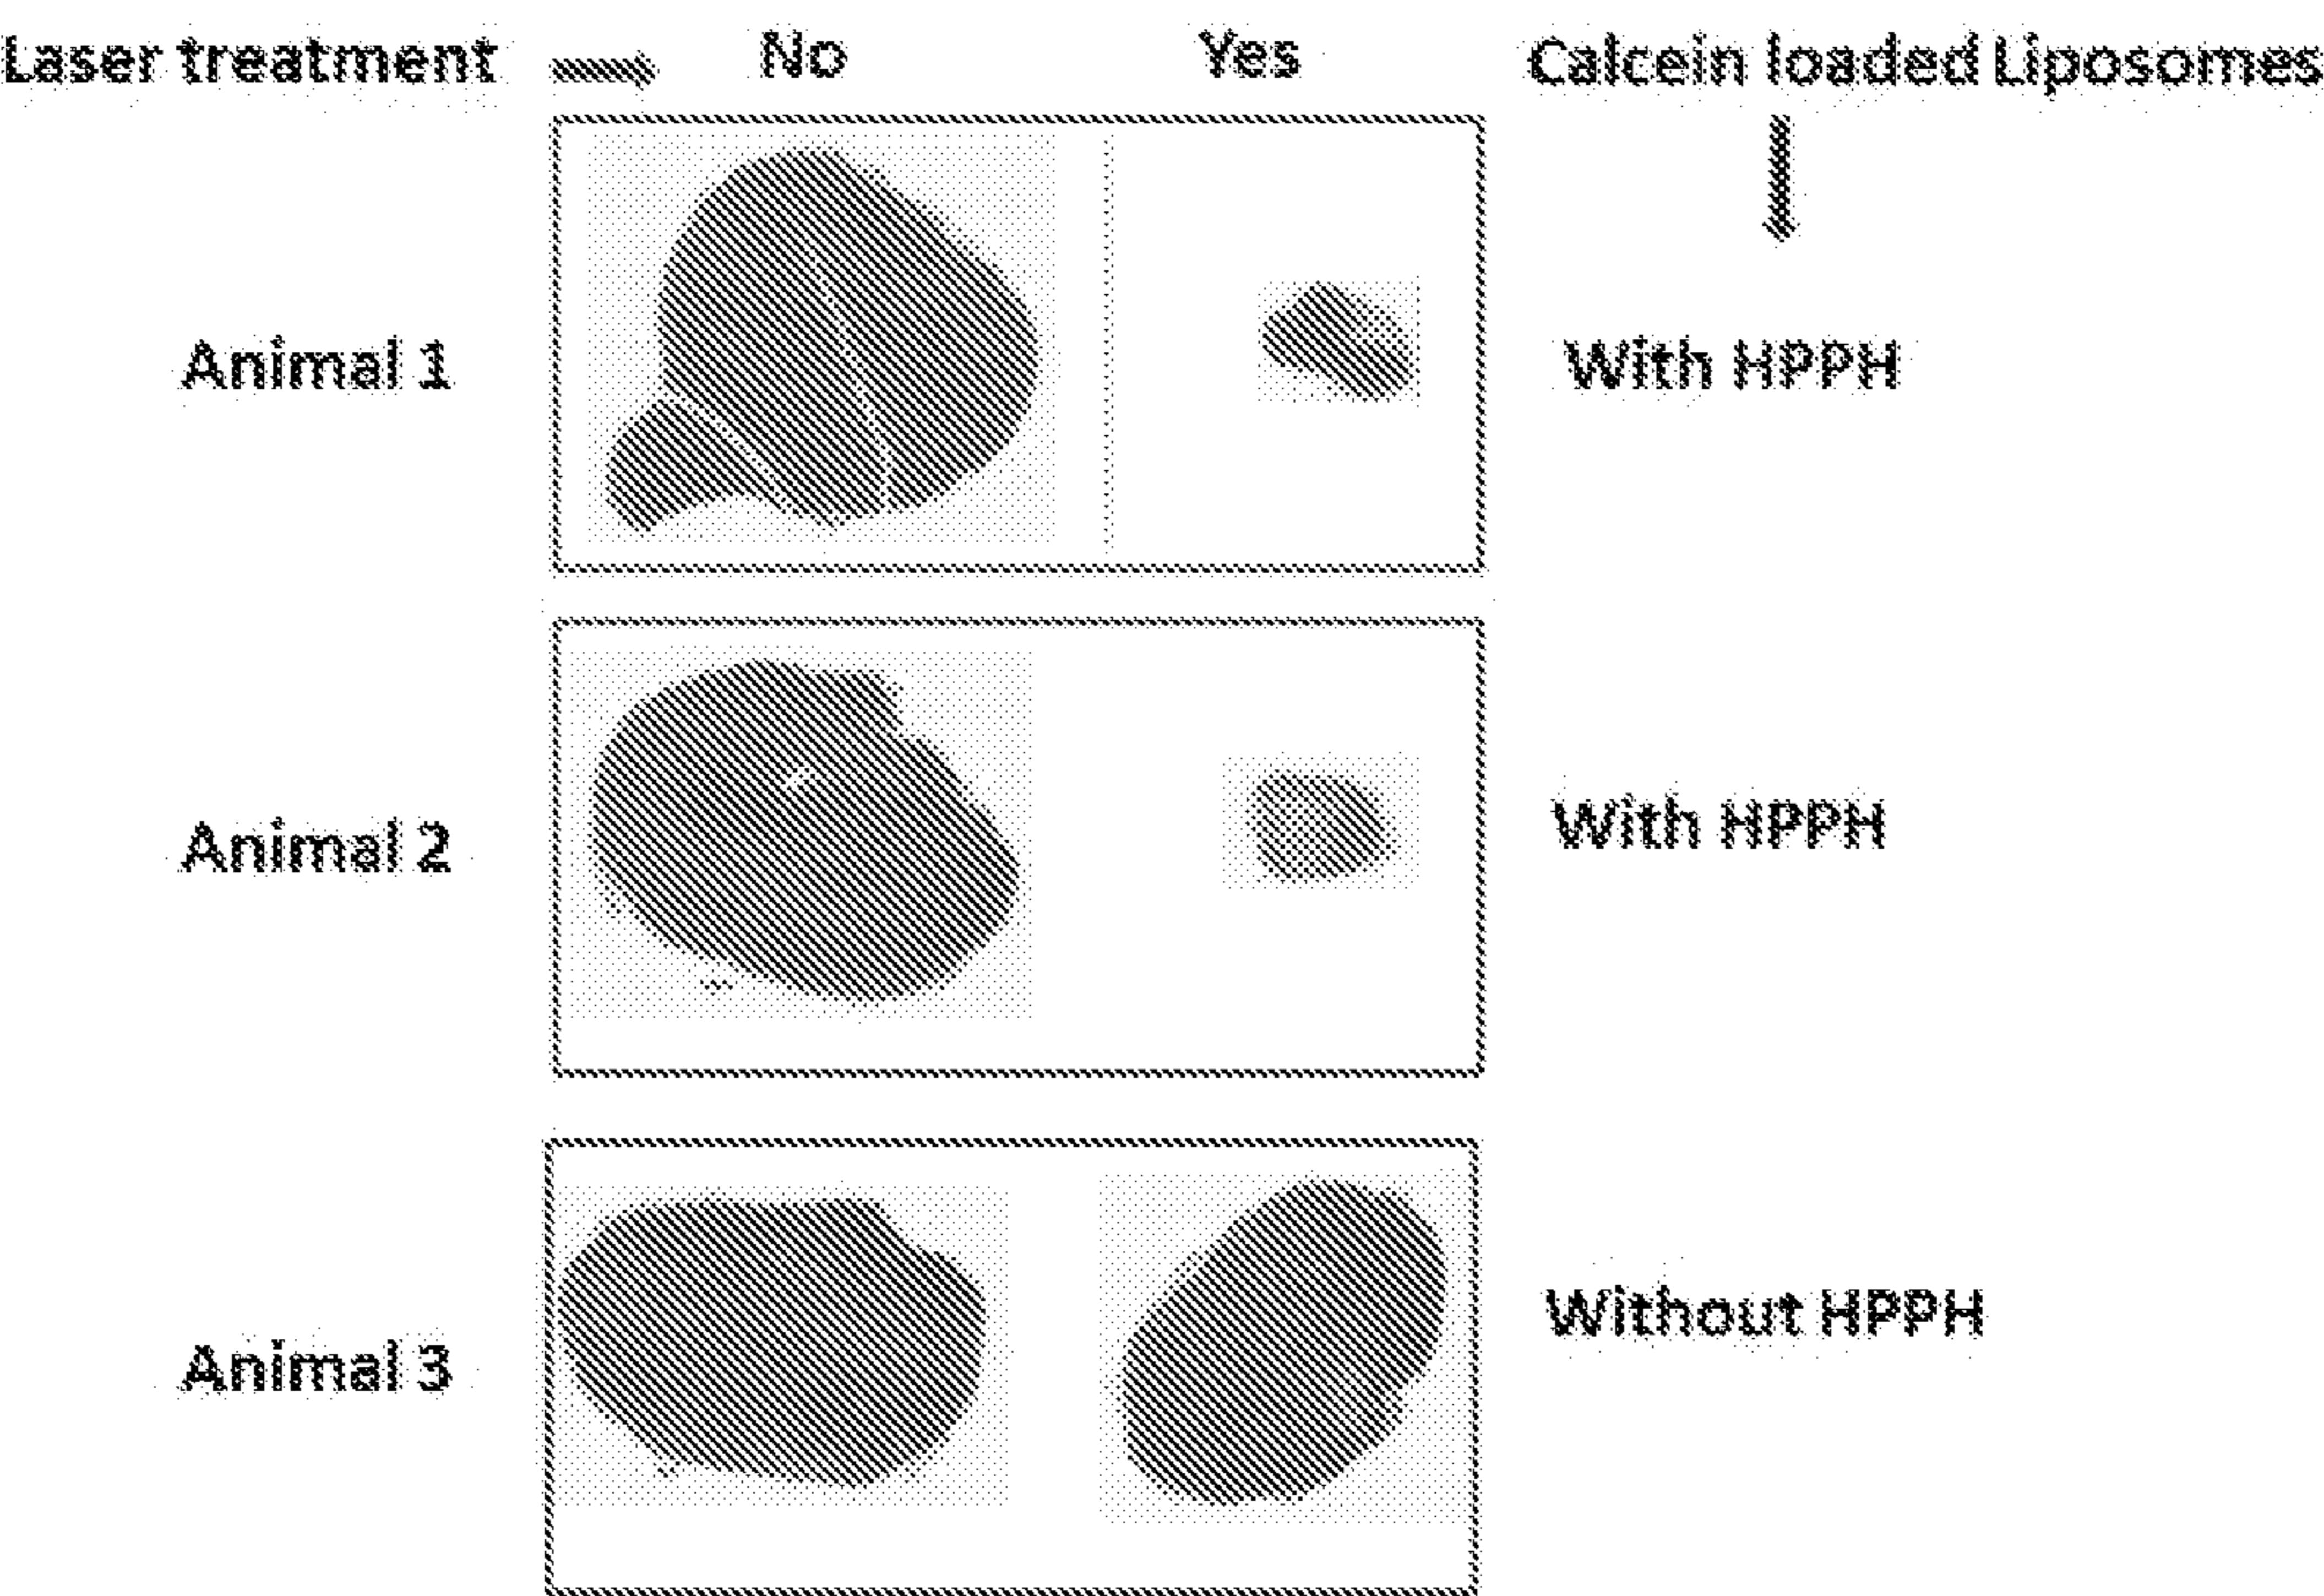 Laser treatment No Yes Calcein loaded Liposomes
Animal 1 With HPPH
Animal 2 With HPPH
Animal 3 Without HPPH